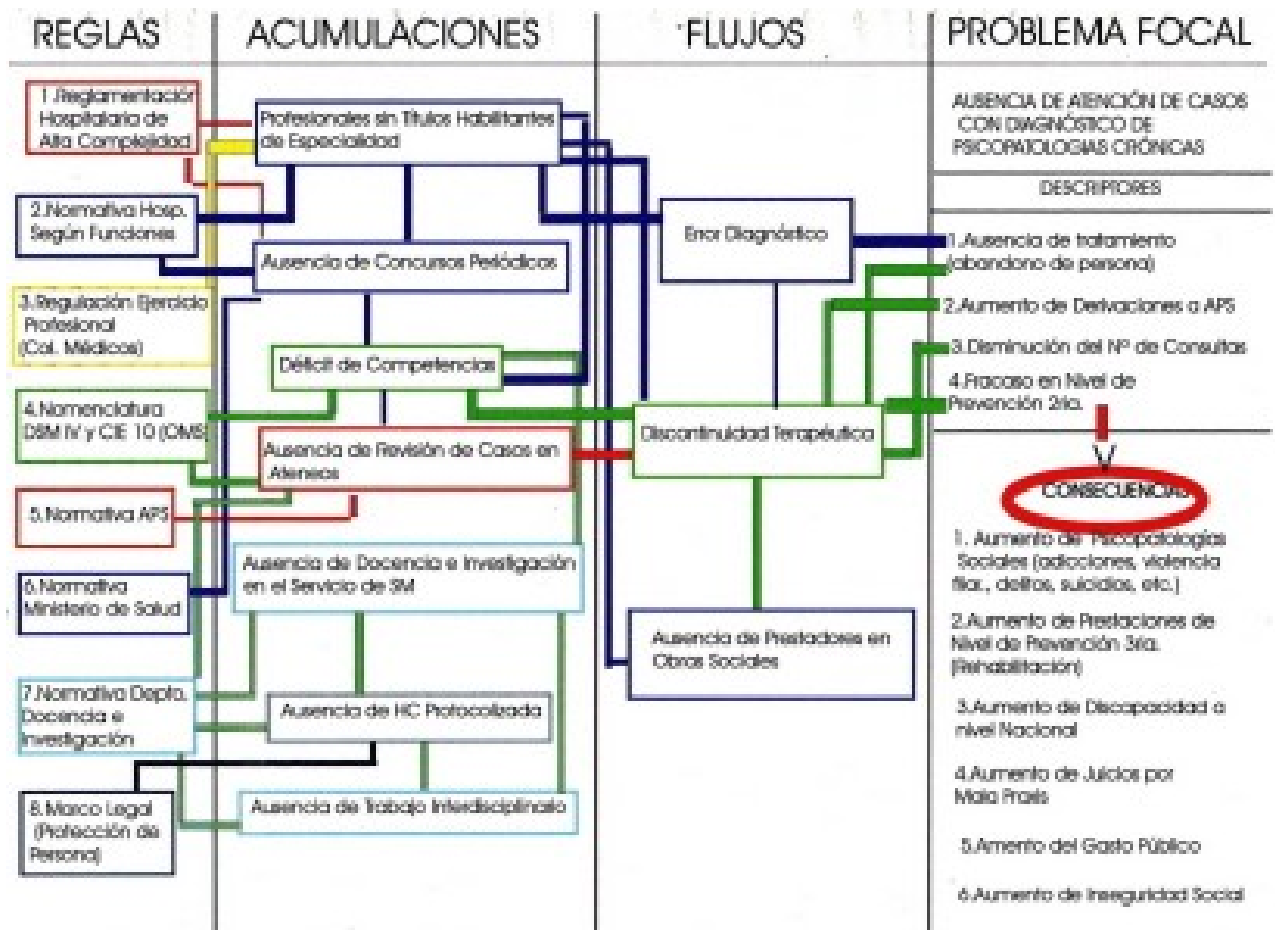 REGLAS
ACUMULACIONES
FLUJOS
PROBLEMA FOCAL
1.Reglamentación
Hospitalaria de
Alta Complejidad
2.Normativa Hosp.
Según Funciones
3.Regulación Ejercicio
Profesional
(Col. Médicos)
4.Nomenclatura
DSM IV y CIE 10 (OMS)
5.Normativa APS
6.Normativa
Ministerio de Salud
7.Normativa Depto.
Docencia e
Investigación
8.Marco Legal
(Protección de
Persona)
Profesionales sin Títulos Habilitantes
de Especialidad
Ausencia de Concursos Periódicos
Déficit de Competencias
Ausencia de Revisión de Casos en
Ateneos
Ausencia de Docencia e Investigación
en el Servicio de SM
Ausencia de HC Protocolizada
Ausencia de Trabajo Interdisciplinario
Error Diagnóstico
Discontinuidad Terapéutica
Ausencia de Prestadores en
Obras Sociales
AUSENCIA DE ATENCIÓN DE CASOS
CON DIAGNÓSTICO DE
PSICOPATOLOGIAS CRÓNICAS
DESCRIPTORES
1.Ausencia de tratamiento
(abandono de persona)
2.Aumento de Derivaciones a APS
3.Disminución del Nº de Consultas
4.Fracaso en Nivel de
Prevención 2ria.
CONSECUENCIAS
1. Aumento de Psicopatologías
Sociales (adicciones, violencia
fliar., delitos, suicidios, etc.)
2.Aumento de Prestaciones de
Nivel de Prevención 3ria.
(Rehabilitación)
3.Aumento de Discapacidad a
nivel Nacional
4.Aumento de Juicios por
Mala Praxis
5.Amento del Gasto Público
6.Aumento de Inseguridad Social